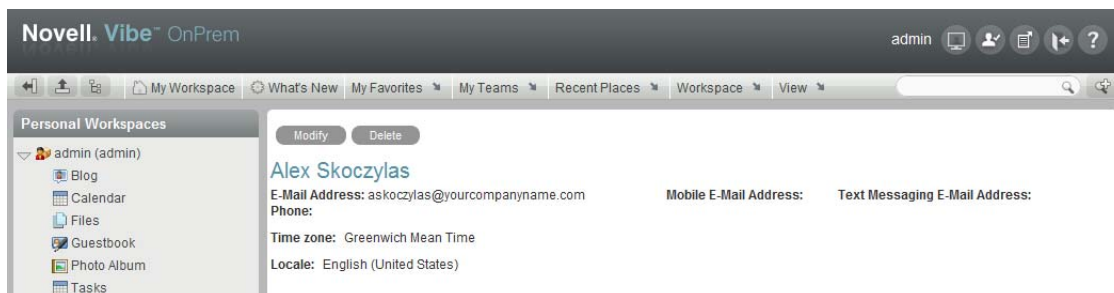 Novell. Vibe™ OnPrem
admin ?
My Workspace What's New My Favorites My Teams Recent Places Workspace View
Personal Workspaces
admin (admin)
Blog
Calendar
Files
Guestbook
Photo Album
Tasks
Modify Delete
Alex Skoczylas
E-Mail Address: askoczylas@yourcompanyname.com Mobile E-Mail Address: Text Messaging E-Mail Address:
Phone:
Time zone: Greenwich Mean Time
Locale: English (United States)